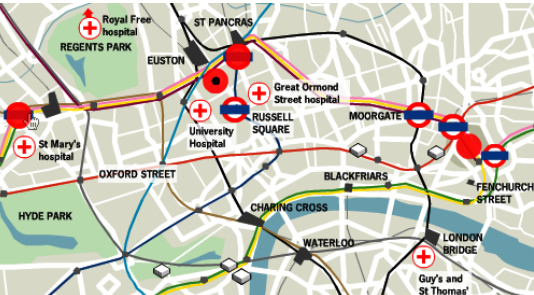 Royal Free
hospital
ST PANCRAS
REGENTS PARK
EUSTON
Great Ormond
Street hospital
MOORGATE
RUSSELL
SQUARE
University
Hospital
St Mary's
hospital
OXFORD STREET
BLACKFRIARS
FENCHURCH
STREET
HYDE PARK
CHARING CROSS
WATERLOO
LONDON
BRIDGE
Guy's and
St Thomas'